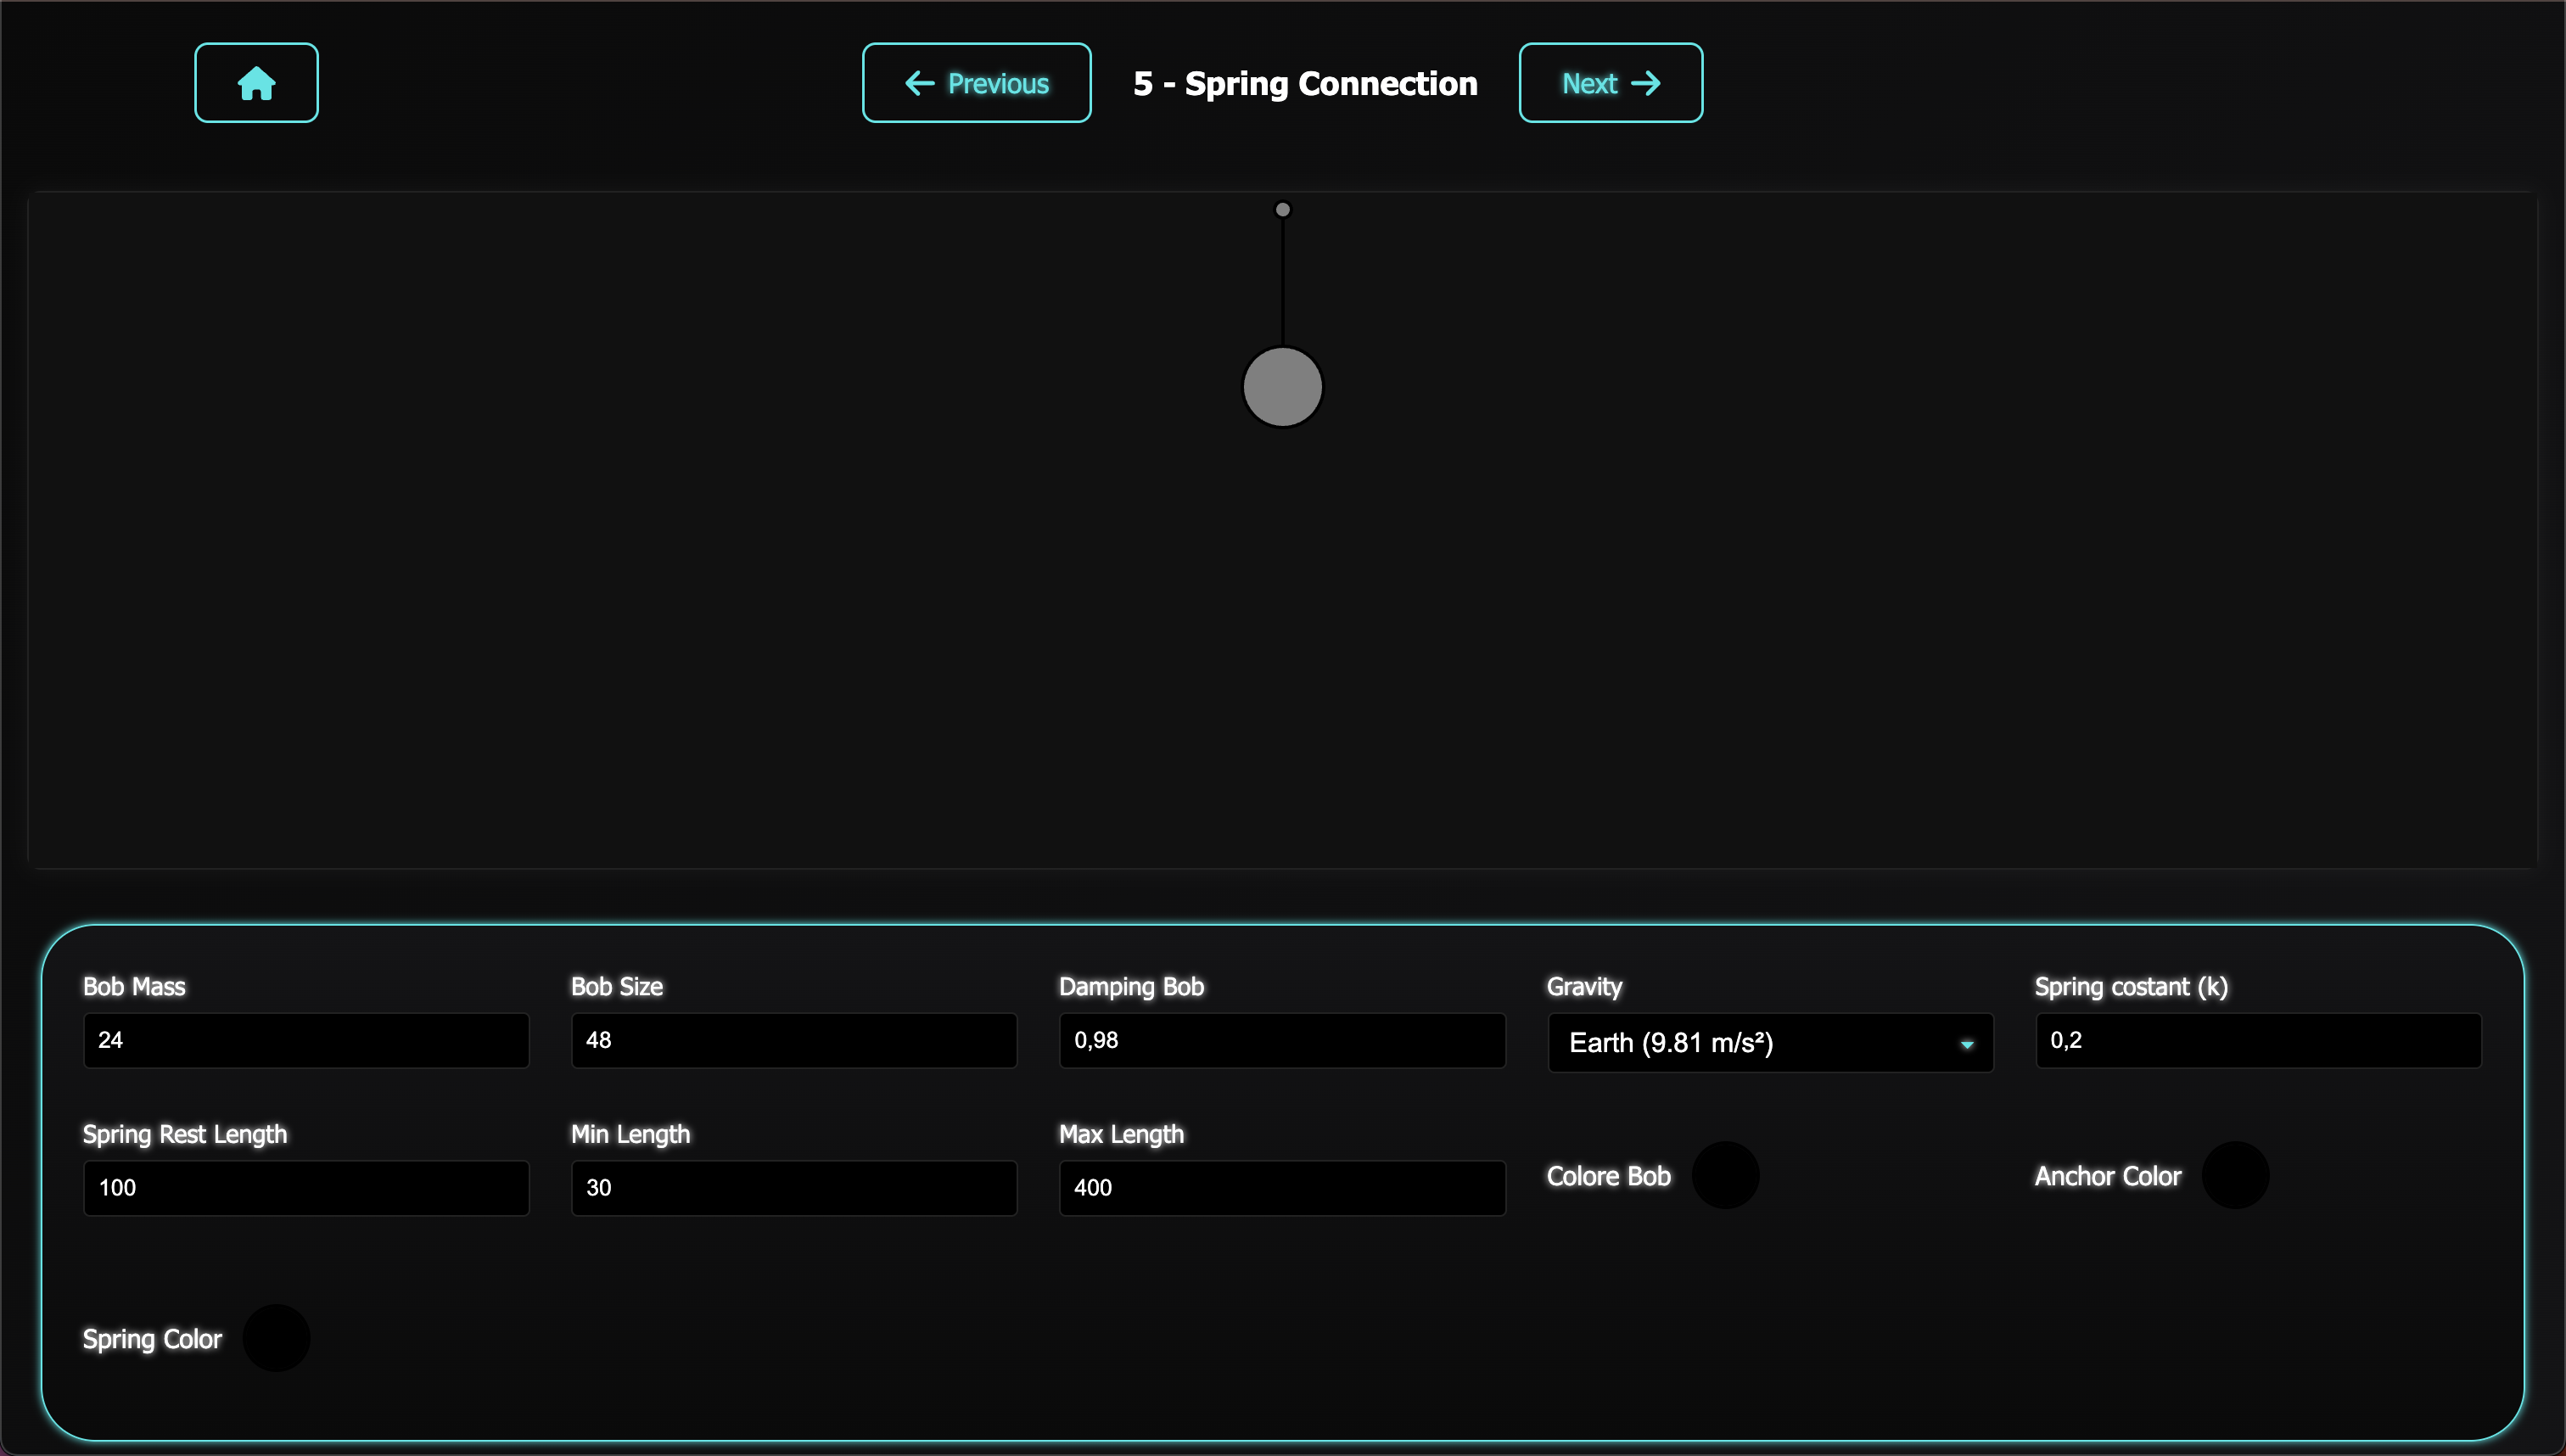 Previous
5 - Spring Connection
Next
Bob Mass
Bob Size
Damping Bob
Gravity
Spring costant (k)
24
48
0,98
Earth (9.81 m/s²)
0,2
Spring Rest Length
Min Length
Max Length
100
30
400
Colore Bob
Anchor Color
Spring Color